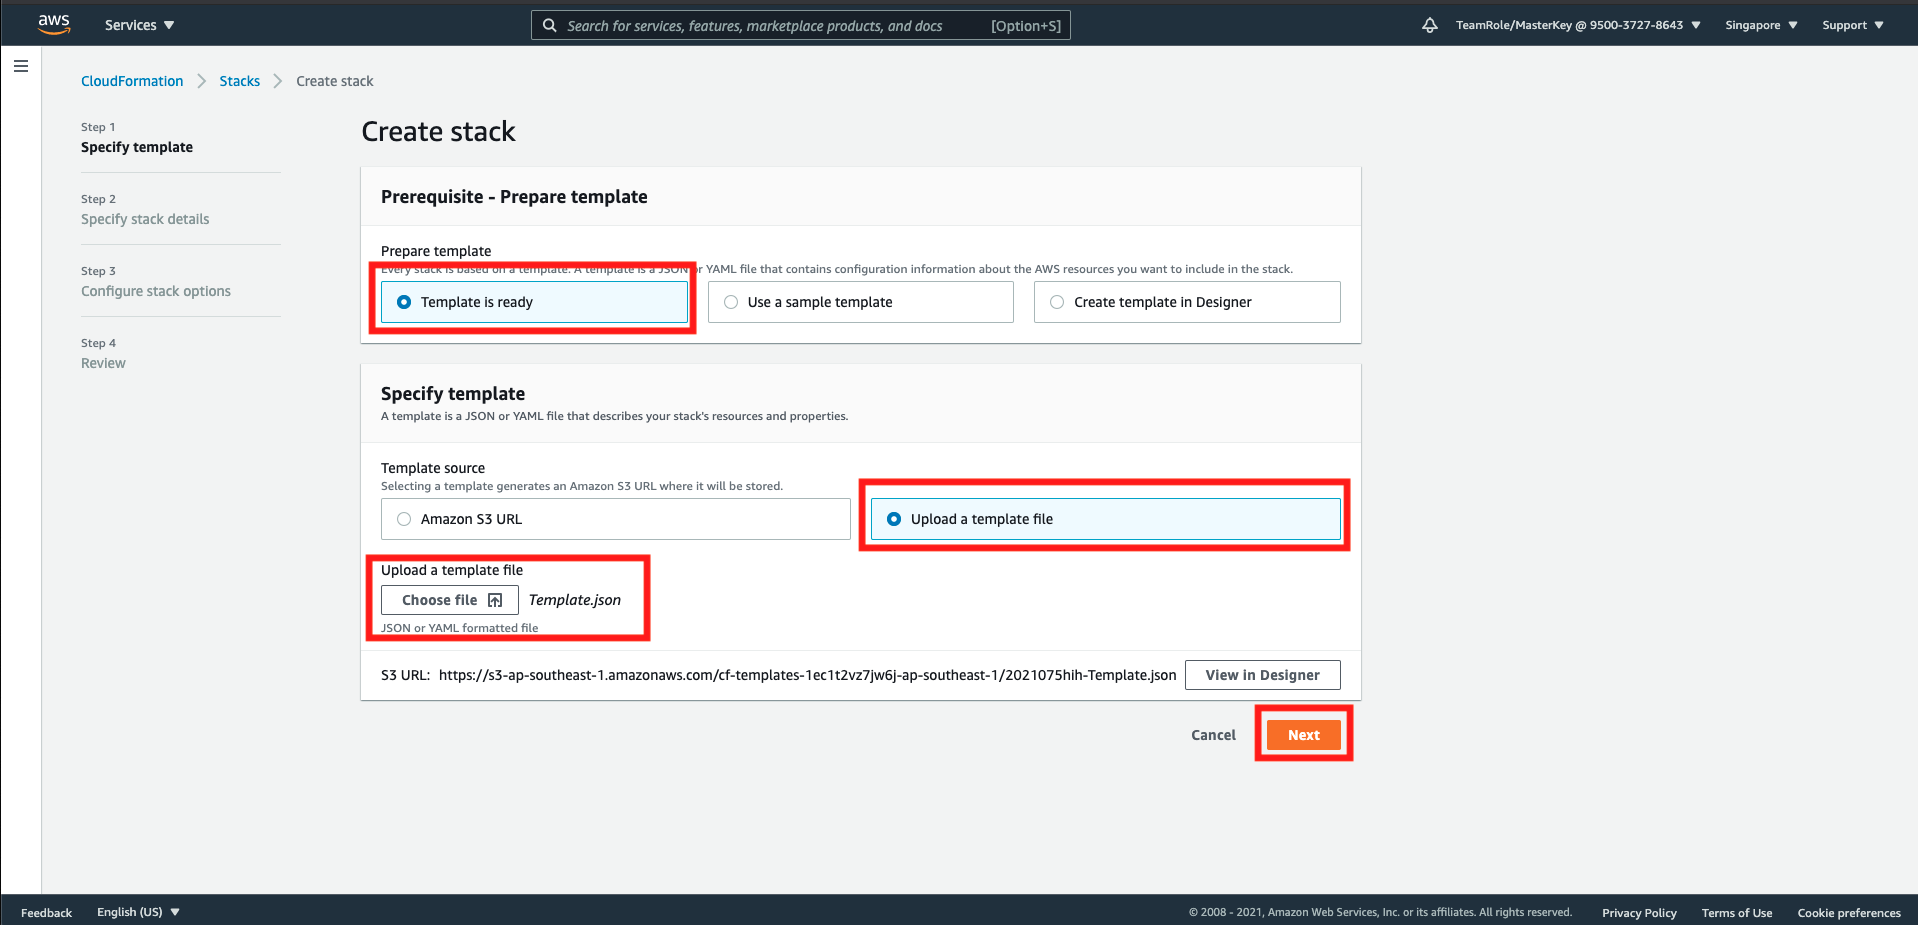 aws
Services
Search for services, features, marketplace products, and docs [Option+S]
TeamRole/MasterKey @ 9500-3727-8643
Singapore
Support
CloudFormation
Stacks
Create stack
Step 1
Specify template
Step 2
Specify stack details
Step 3
Configure stack options
Step 4
Review
Create stack
Prerequisite - Prepare template
Prepare template
Every stack is based on a template. A template is a JSON or YAML file that contains configuration information about the AWS resources you want to include in the stack.
Template is ready
Use a sample template
Create template in Designer
Specify template
A template is a JSON or YAML file that describes your stack's resources and properties.
Template source
Selecting a template generates an Amazon S3 URL where it will be stored.
Amazon S3 URL
Upload a template file
Upload a template file
Choose file
Template.json
JSON or YAML formatted file
S3 URL: https://s3-ap-southeast-1.amazonaws.com/cf-templates-1ec1t2vz7jw6j-ap-southeast-1/2021075hih-Template.json
View in Designer
Cancel
Next
Feedback
English (US)
© 2008 - 2021, Amazon Web Services, Inc. or its affiliates. All rights reserved.
Privacy Policy
Terms of Use
Cookie preferences